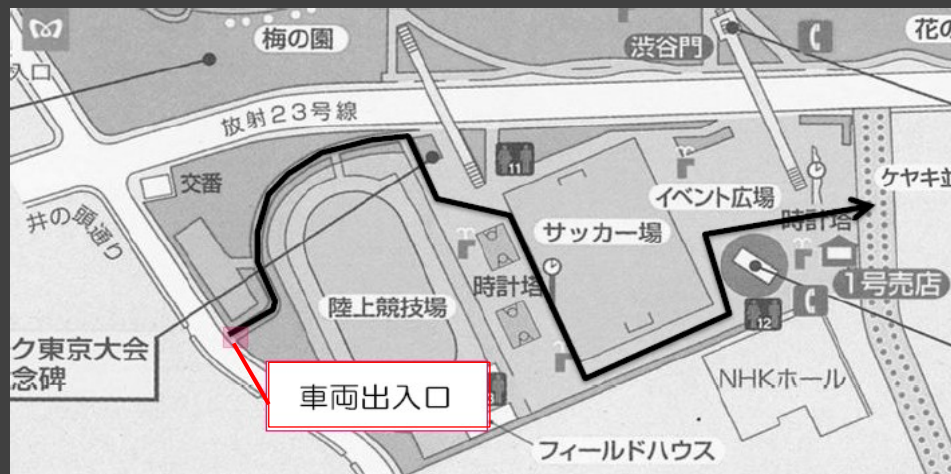 梅の園
渋谷門
花の
入口
放射23号線
11
交番
ケヤキ並
イベント広場
井の頭通り
サッカー場
時計塔
時計塔
1号売店
陸上競技場
ク東京大会
念碑
12
車両出入口
NHKホール
3
フィールドハウス